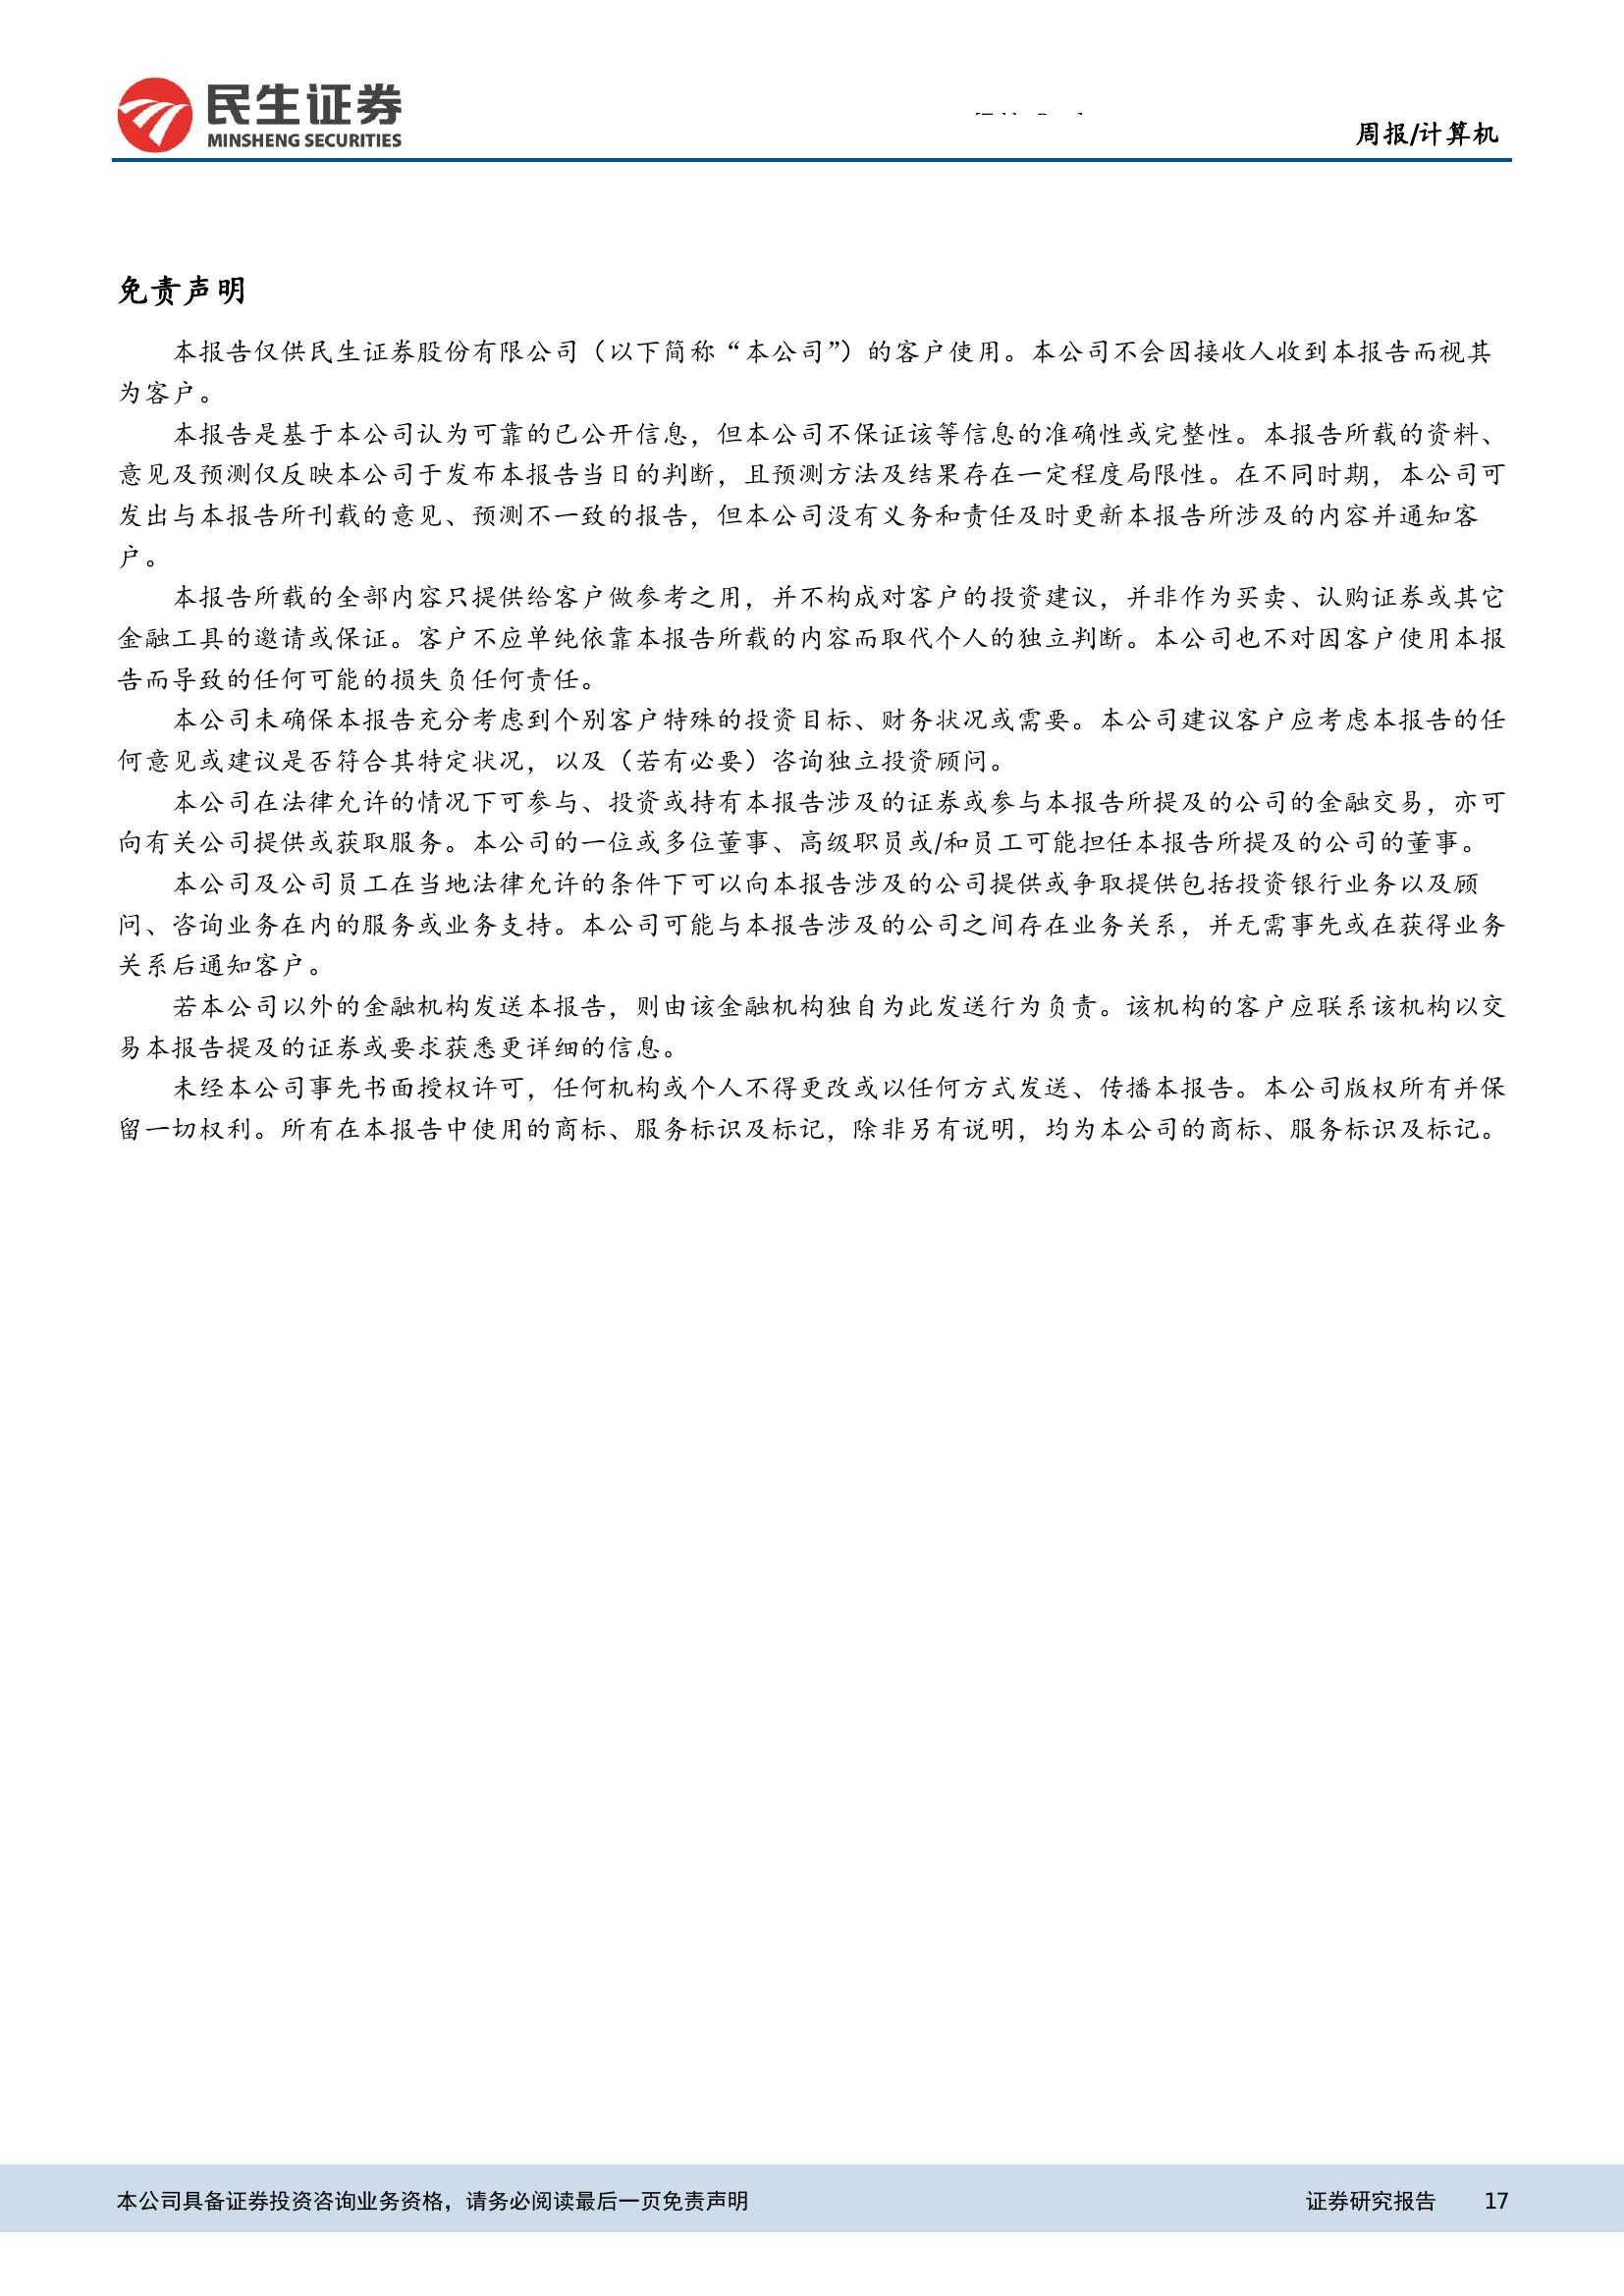 民生证券
MINSHENG SECURITIES
周报/计算机
免责声明
本报告仅供民生证券股份有限公司（以下简称“本公司”）的客户使用。本公司不会因接收人收到本报告而视其
为客户。
本报告是基于本公司认为可靠的已公开信息，但本公司不保证该等信息的准确性或完整性。本报告所载的资料、
意见及预测仅反映本公司于发布本报告当日的判断，且预测方法及结果存在一定程度局限性。在不同时期，本公司可
发出与本报告所刊载的意见、预测不一致的报告，但本公司没有义务和责任及时更新本报告所涉及的内容并通知客
户。
本报告所载的全部内容只提供给客户做参考之用，并不构成对客户的投资建议，并非作为买卖、认购证券或其它
金融工具的邀请或保证。客户不应单纯依靠本报告所载的内容而取代个人的独立判断。本公司也不对因客户使用本报
告而导致的任何可能的损失负任何责任。
本公司未确保本报告充分考虑到个别客户特殊的投资目标、财务状况或需要。本公司建议客户应考虑本报告的任
何意见或建议是否符合其特定状况，以及（若有必要）咨询独立投资顾问。
本公司在法律允许的情况下可参与、投资或持有本报告涉及的证券或参与本报告所提及的公司的金融交易，亦可
向有关公司提供或获取服务。本公司的一位或多位董事、高级职员或/和员工可能担任本报告所提及的公司的董事。
本公司及公司员工在当地法律允许的条件下可以向本报告涉及的公司提供或争取提供包括投资银行业务以及顾
问、咨询业务在内的服务或业务支持。本公司可能与本报告涉及的公司之间存在业务关系，并无需事先或在获得业务
关系后通知客户。
若本公司以外的金融机构发送本报告，则由该金融机构独自为此发送行为负责。该机构的客户应联系该机构以交
易本报告提及的证券或要求获悉更详细的信息。
未经本公司事先书面授权许可，任何机构或个人不得更改或以任何方式发送、传播本报告。本公司版权所有并保
留一切权利。所有在本报告中使用的商标、服务标识及标记，除非另有说明，均为本公司的商标、服务标识及标记。
本公司具备证券投资咨询业务资格，请务必阅读最后一页免责声明
证券研究报告 17